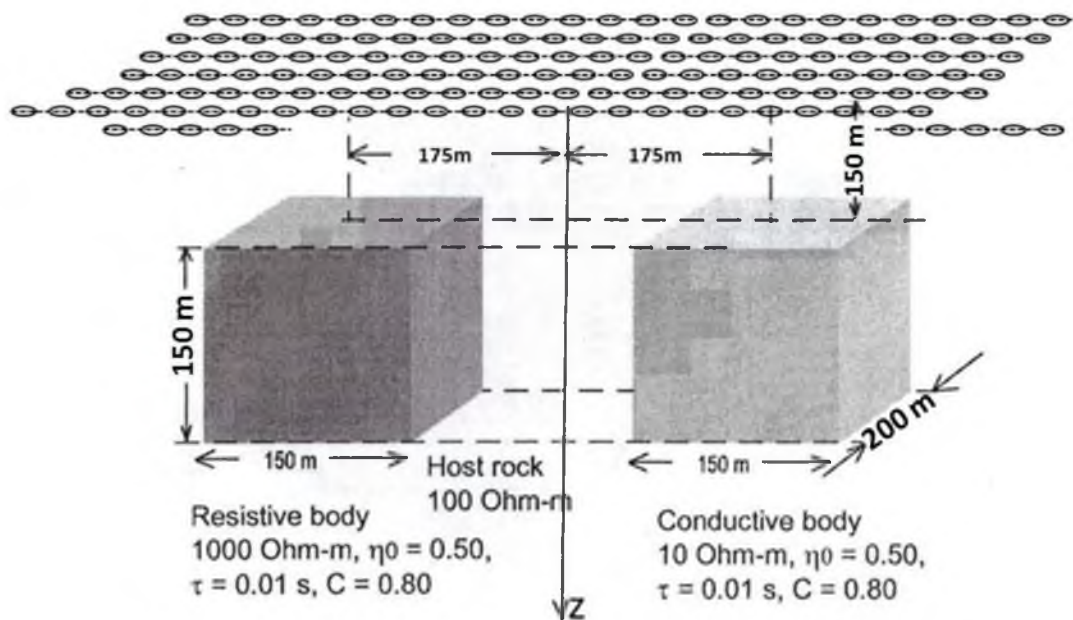 175m
175m
150 m
150 m
200 m
150 m
Host rock
100 Ohm-m
150 m
Resistive body
1000 Ohm-m, η0 = 0.50,
τ = 0.01 s, C = 0.80
Conductive body
10 Ohm-m, η0 = 0.50,
τ = 0.01 s, C = 0.80
Z